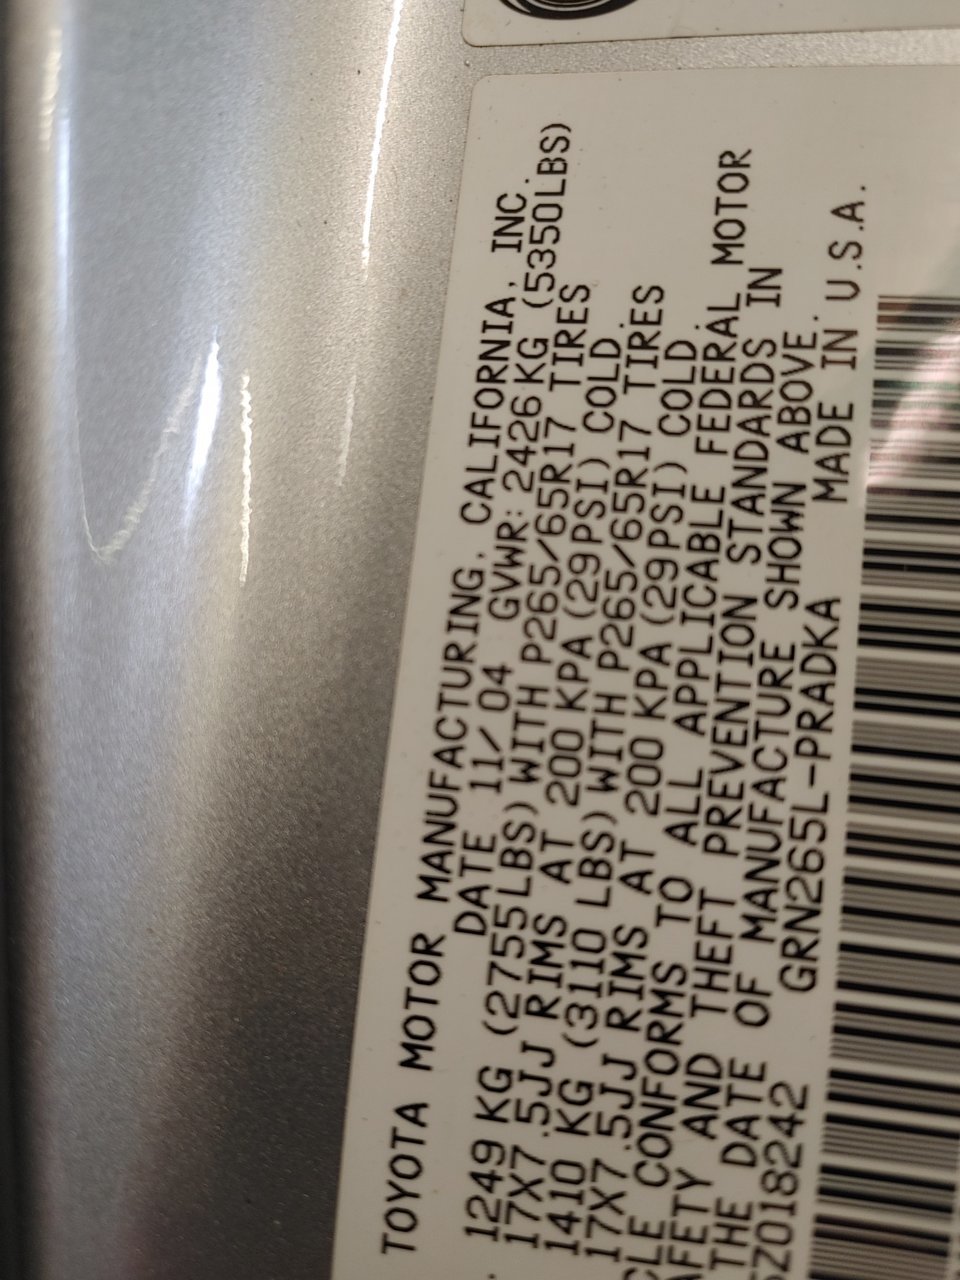 TOYOTA MOTOR MANUFACTURING, CALIFORNIA, INC.
DATE 11/04 GVWR: 2426KG (5350LBS)
1249 KG (2755LBS) WITH P265/65R17 TIRES
17X7.5JJ RIMS AT 200 KPA (29PSI) COLD
1410 KG (3110 LBS) WITH P265/65R17 TIRES
17X7.5JJ RIMS AT 200 KPA (29PSI) COLD.
CONFORMS TO ALL APPLICABLE FEDERAL MOTOR
AND THEFT PREVENTION STANDARDS IN
THE DATE OF MANUFACTURE SHOWN ABOVE.
Z018242 GRN265L-PRADKA MADE IN U.S.A.